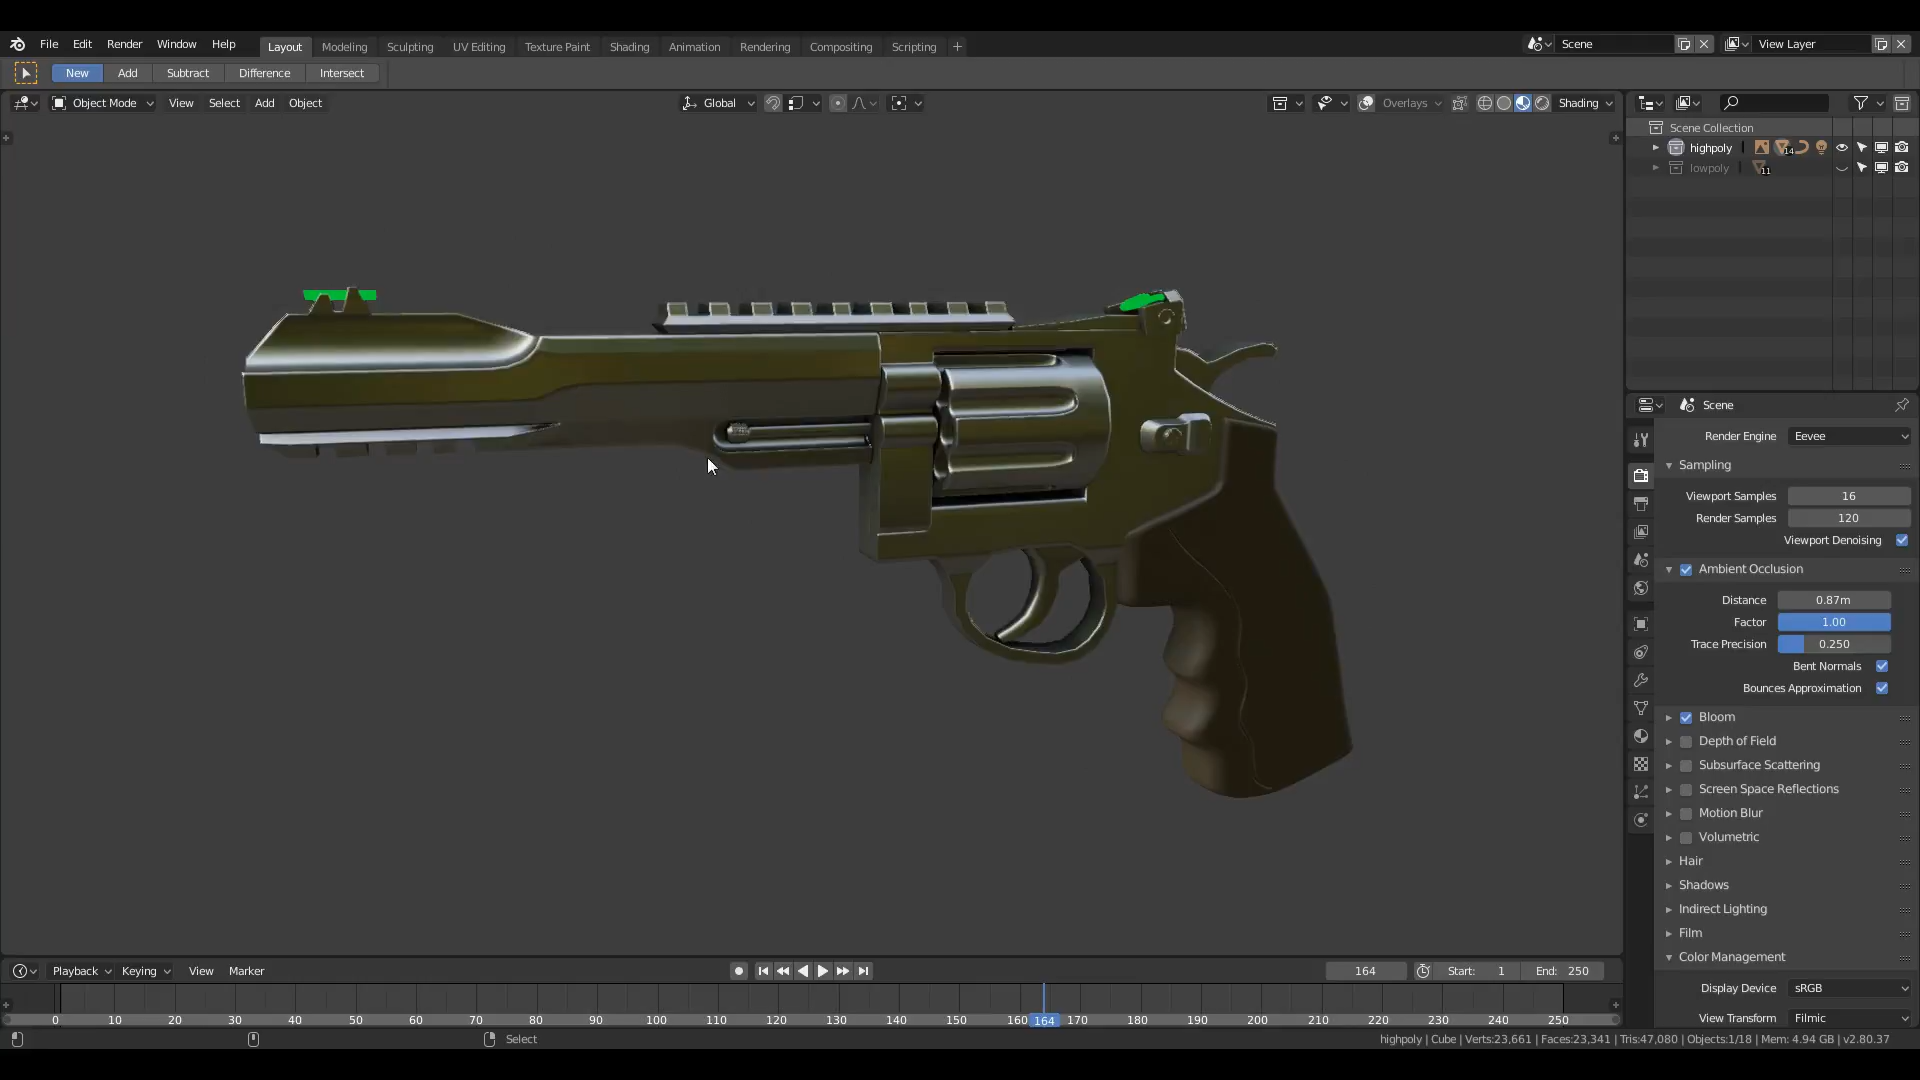 File Edit Render Window Help Layout Modeling Sculpting UV Editing Texture Paint Shading Animation Rendering Compositing Scripting + Scene View Layer
New Add Subtract Difference Intersect
Object Mode View Select Add Object Global Overlays Shading
Scene Collection
highpoly 14
lowpoly 11
Scene
Render Engine Eevee
Sampling
Viewport Samples 16
Render Samples 120
Viewport Denoising
Ambient Occlusion
Distance 0.87m
Factor 1.00
Trace Precision 0.250
Bent Normals
Bounces Approximation
Bloom
Depth of Field
Subsurface Scattering
Screen Space Reflections
Motion Blur
Volumetric
Hair
Shadows
Indirect Lighting
Film
Color Management
Display Device sRGB
View Transform Filmic
Playback Keying View Marker 164 Start: 1 End: 250
0 10 20 30 40 50 60 70 80 90 100 110 120 130 140 150 160 164 170 180 190 200 210 220 230 240 250
Select highpoly | Cube | Verts:23,661 | Faces:23,341 | Tris:47,080 | Objects:1/18 | Mem: 4.94 GB | v2.80.37